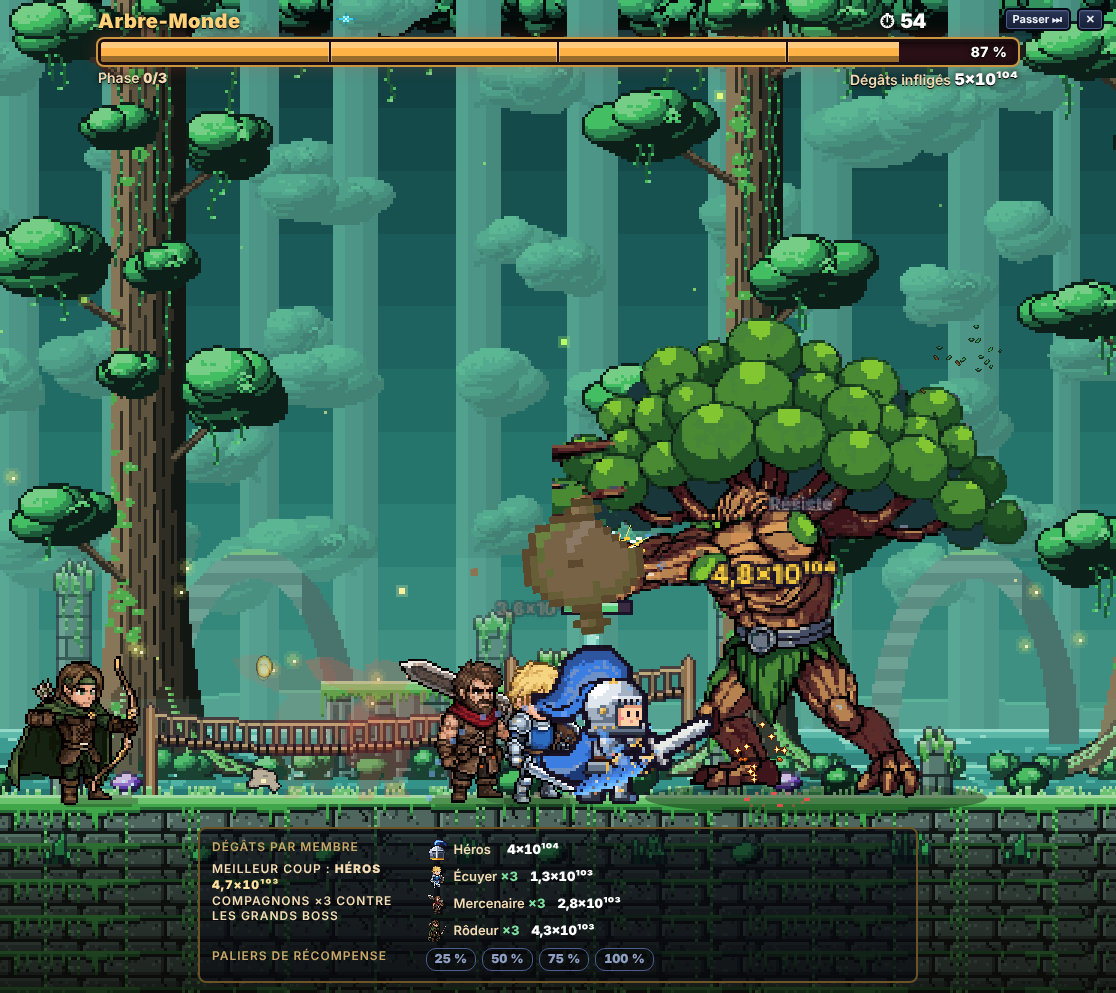 Arbre-Monde
54
Passer ⏭
×
87 %
Phase 0/3
Dégâts infligés 5×10¹⁰⁴
Résiste
4,8×10¹⁰⁴
DÉGÂTS PAR MEMBRE
MEILLEUR COUP : HÉROS
4,7×10¹⁰³
COMPAGNONS ×3 CONTRE
LES GRANDS BOSS
Héros 4×10¹⁰⁴
Écuyer ×3 1,3×10¹⁰³
Mercenaire ×3 2,8×10¹⁰³
Rôdeur ×3 4,3×10¹⁰³
PALIERS DE RÉCOMPENSE
25 % 50 % 75 % 100 %